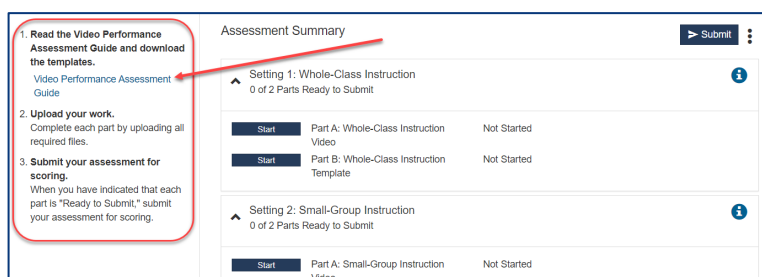 1. Read the Video Performance
Assessment Guide and download
the templates.
Video Performance Assessment
Guide
2. Upload your work.
Complete each part by uploading all
required files.
3. Submit your assessment for
scoring.
When you have indicated that each
part is "Ready to Submit," submit
your assessment for scoring.
Assessment Summary
Submit
Setting 1: Whole-Class Instruction
0 of 2 Parts Ready to Submit
Start Part A: Whole-Class Instruction Not Started
Video
Start Part B: Whole-Class Instruction Not Started
Template
Setting 2: Small-Group Instruction
0 of 2 Parts Ready to Submit
Start Part A: Small-Group Instruction Not Started
Video